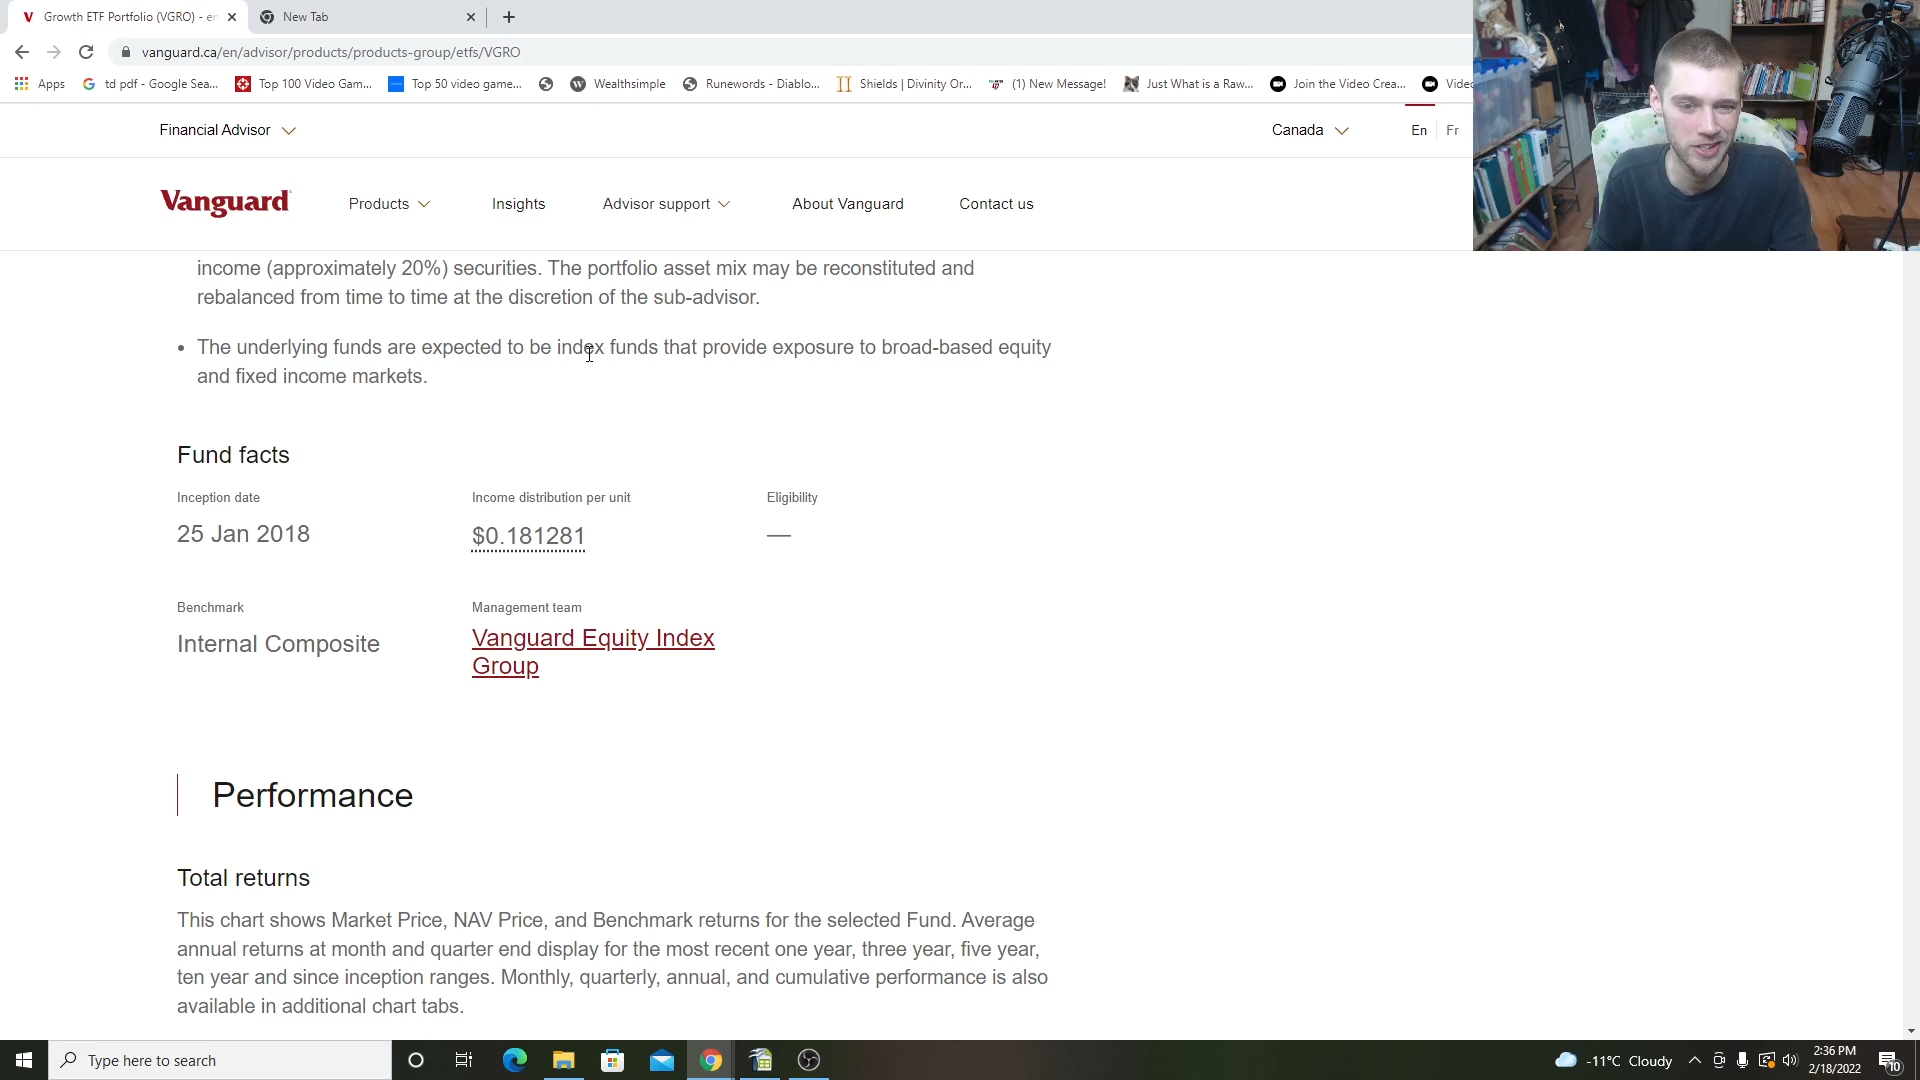 Growth ETF Portfolio (VGRO) - en
New Tab
vanguard.ca/en/advisor/products/products-group/etfs/VGRO
Apps
td pdf - Google Sea...
Top 100 Video Gam...
Top 50 video game...
Wealthsimple
Runewords - Diablo...
Shields | Divinity Or...
(1) New Message!
Just What is a Raw...
Join the Video Crea...
Videc
Financial Advisor
Canada
En
Fr
Vanguard
Products
Insights
Advisor support
About Vanguard
Contact us
income (approximately 20%) securities. The portfolio asset mix may be reconstituted and
rebalanced from time to time at the discretion of the sub-advisor.
• The underlying funds are expected to be index funds that provide exposure to broad-based equity
and fixed income markets.
Fund facts
Inception date
25 Jan 2018
Income distribution per unit
$0.181281
Eligibility
—
Benchmark
Internal Composite
Management team
Vanguard Equity Index
Group
Performance
Total returns
This chart shows Market Price, NAV Price, and Benchmark returns for the selected Fund. Average
annual returns at month and quarter end display for the most recent one year, three year, five year,
ten year and since inception ranges. Monthly, quarterly, annual, and cumulative performance is also
available in additional chart tabs.
Type here to search
-11°C Cloudy
2:36 PM
2/18/2022
10